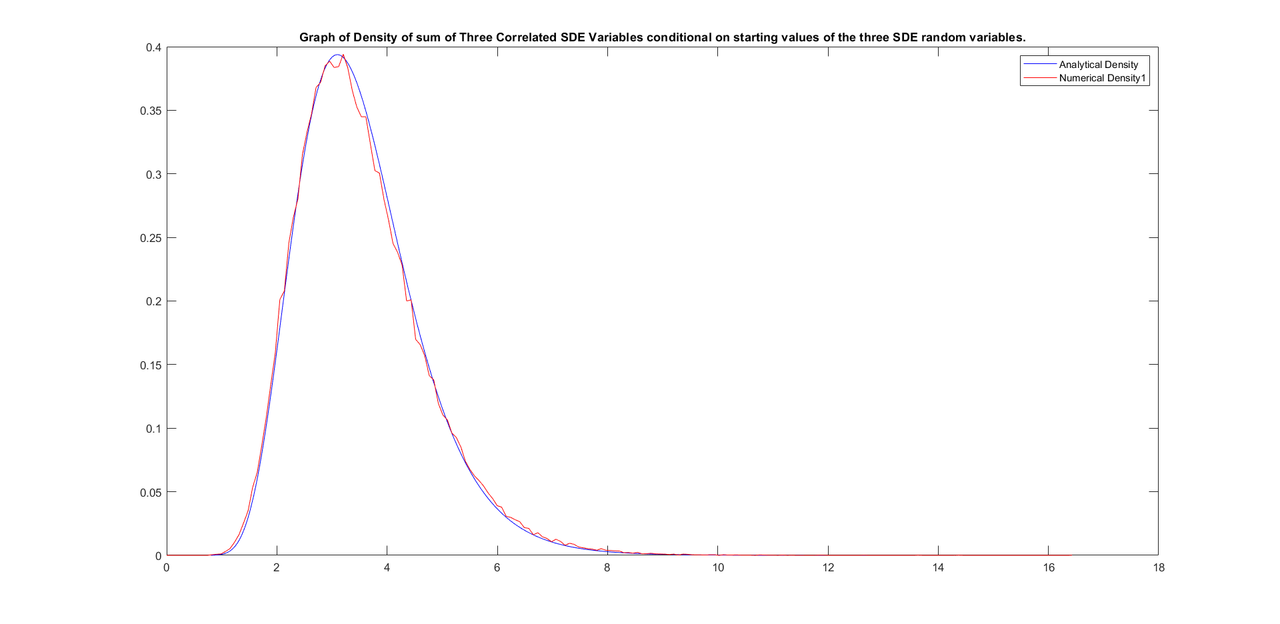 Graph of Density of sum of Three Correlated SDE Variables conditional on starting values of the three SDE random variables.
0.4
0.35
0.3
0.25
0.2
0.15
0.1
0.05
0
Analytical Density
Numerical Density1
0 2 4 6 8 10 12 14 16 18